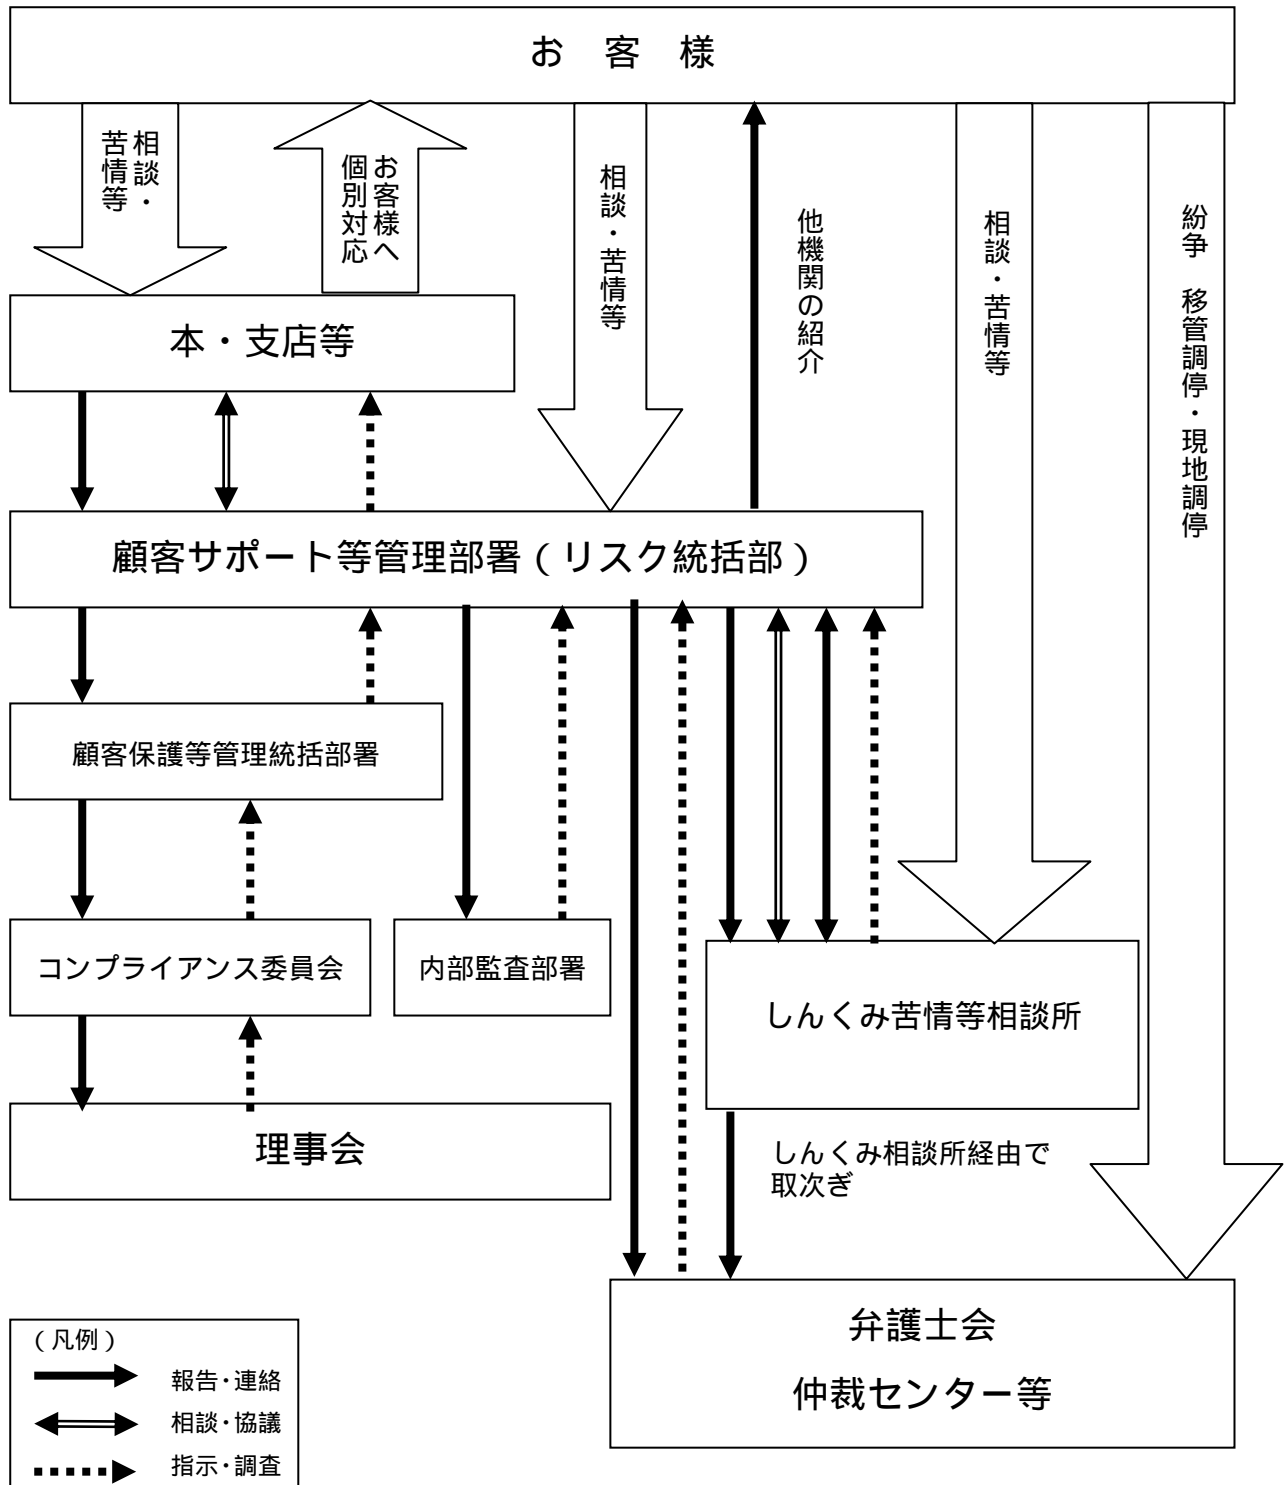 お 客 様
相談・
苦情等
お客様へ
個別対応
相談・苦情等
他機関の紹介
相談・苦情等
紛争 移管調停・現地調停
本・支店等
顧客サポート等管理部署（リスク統括部）
顧客保護等管理統括部署
コンプライアンス委員会
内部監査部署
しんくみ苦情等相談所
理事会
しんくみ相談所経由で
取次ぎ
弁護士会
仲裁センター等
（凡例）
報告・連絡
相談・協議
指示・調査